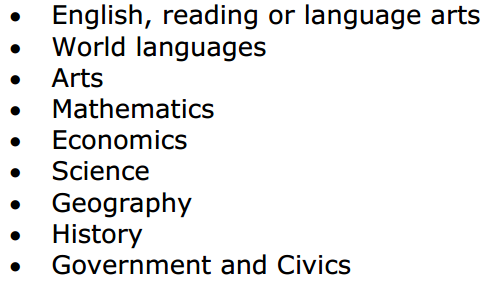 • English, reading or language arts
• World languages
• Arts
• Mathematics
• Economics
• Science
• Geography
• History
• Government and Civics